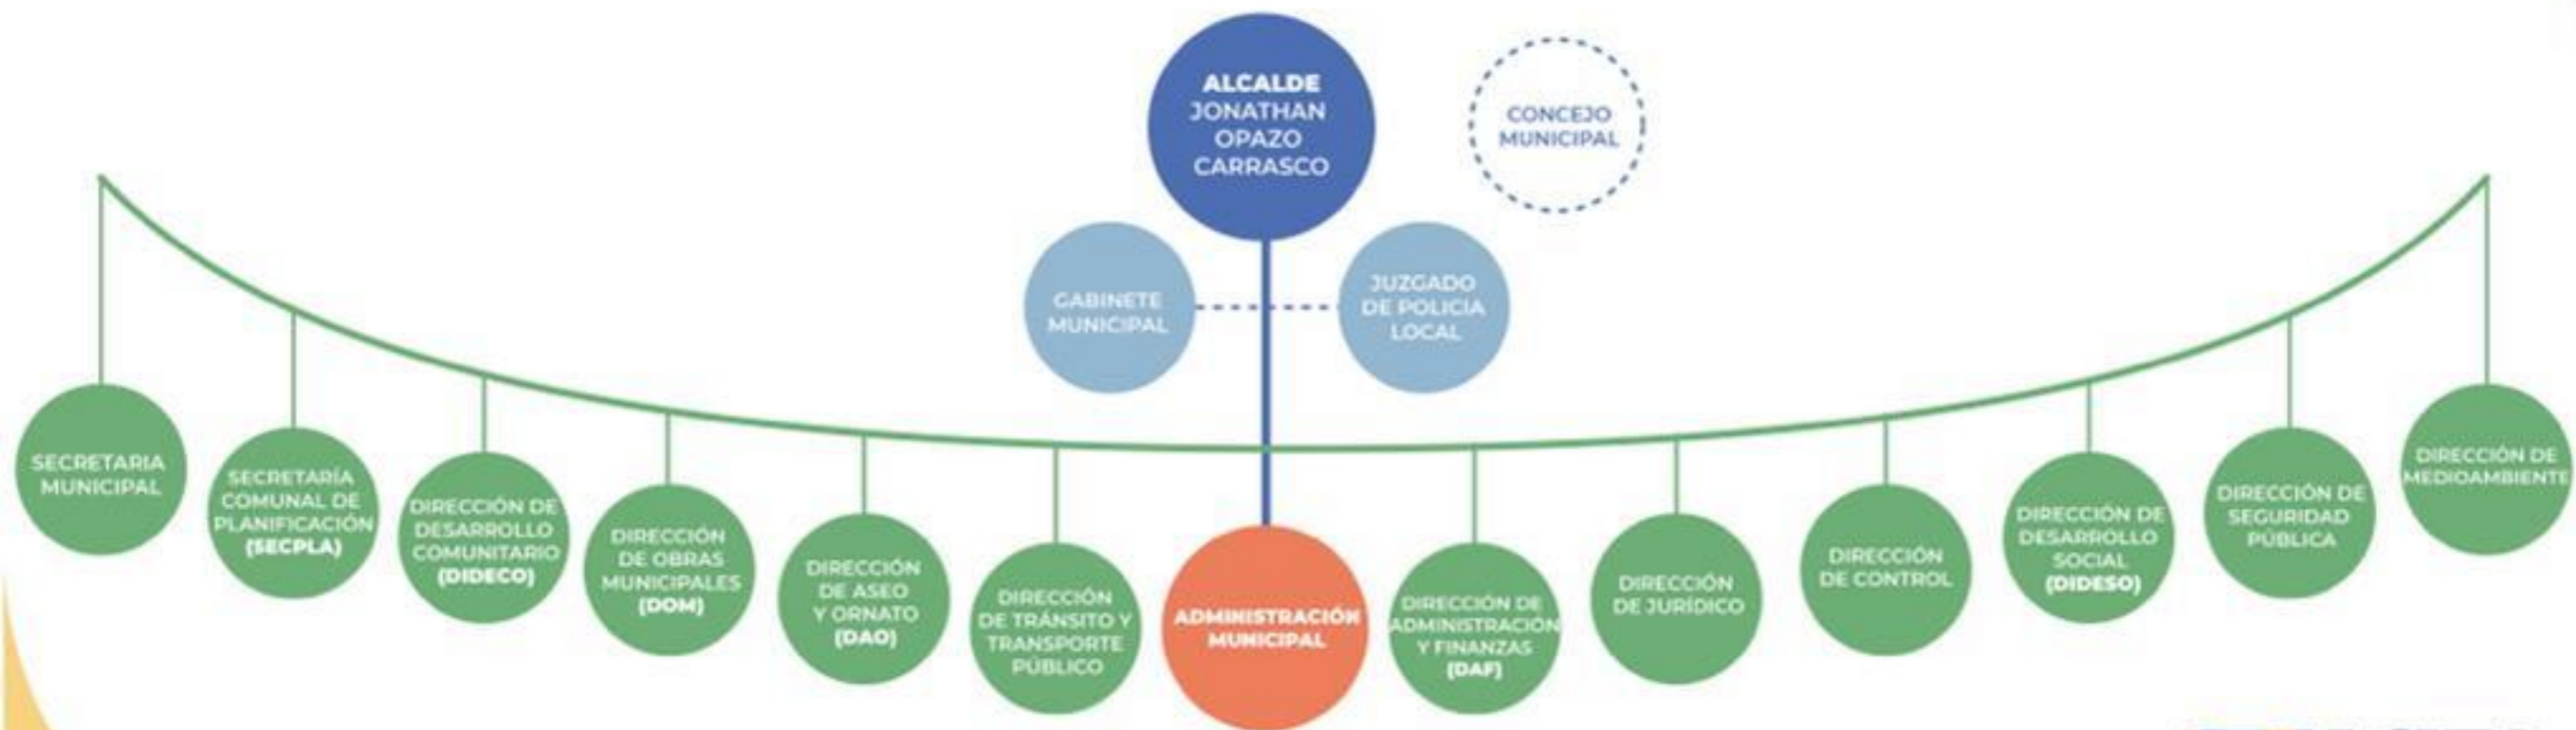 ALCALDE
JONATHAN
OPAZO
CARRASCO
CONCEJO
MUNICIPAL
GABINETE
MUNICIPAL
JUZGADO
DE POLICIA
LOCAL
SECRETARIA
MUNICIPAL
SECRETARÍA
COMUNAL DE
PLANIFICACIÓN
(SECPLA)
DIRECCIÓN DE
DESARROLLO
COMUNITARIO
(DIDECO)
DIRECCIÓN
DE OBRAS
MUNICIPALES
(DOM)
DIRECCIÓN
DE ASEO
Y ORNATO
(DAO)
DIRECCIÓN
DE TRÁNSITO Y
TRANSPORTE
PÚBLICO
ADMINISTRACIÓN
MUNICIPAL
DIRECCIÓN DE
ADMINISTRACIÓN
Y FINANZAS
(DAF)
DIRECCIÓN
DE JURÍDICO
DIRECCIÓN
DE CONTROL
DIRECCIÓN DE
DESARROLLO
SOCIAL
(DIDESO)
DIRECCIÓN DE
SEGURIDAD
PÚBLICA
DIRECCIÓN DE
MEDIOAMBIENTE